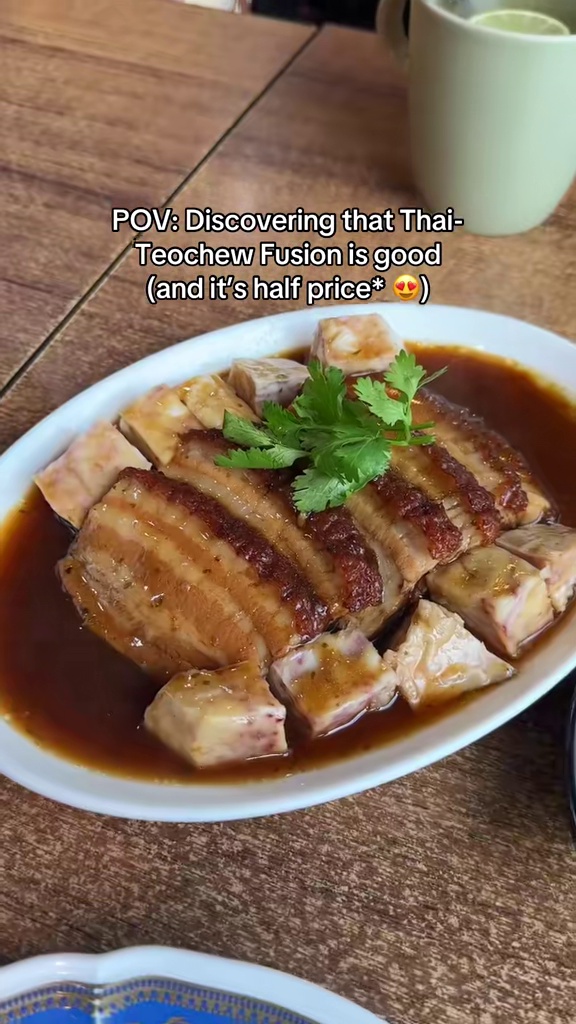 POV: Discovering that Thai-
Teochew Fusion is good
(and it's half price* 😍)